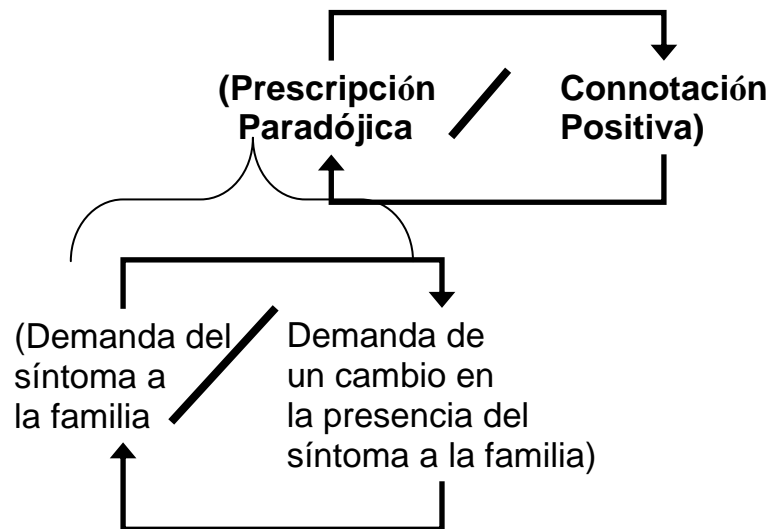 (Prescripción
Paradójica
Connotación
Positiva)
(Demanda del
síntoma a
la familia
Demanda de
un cambio en
la presencia del
síntoma a la familia)